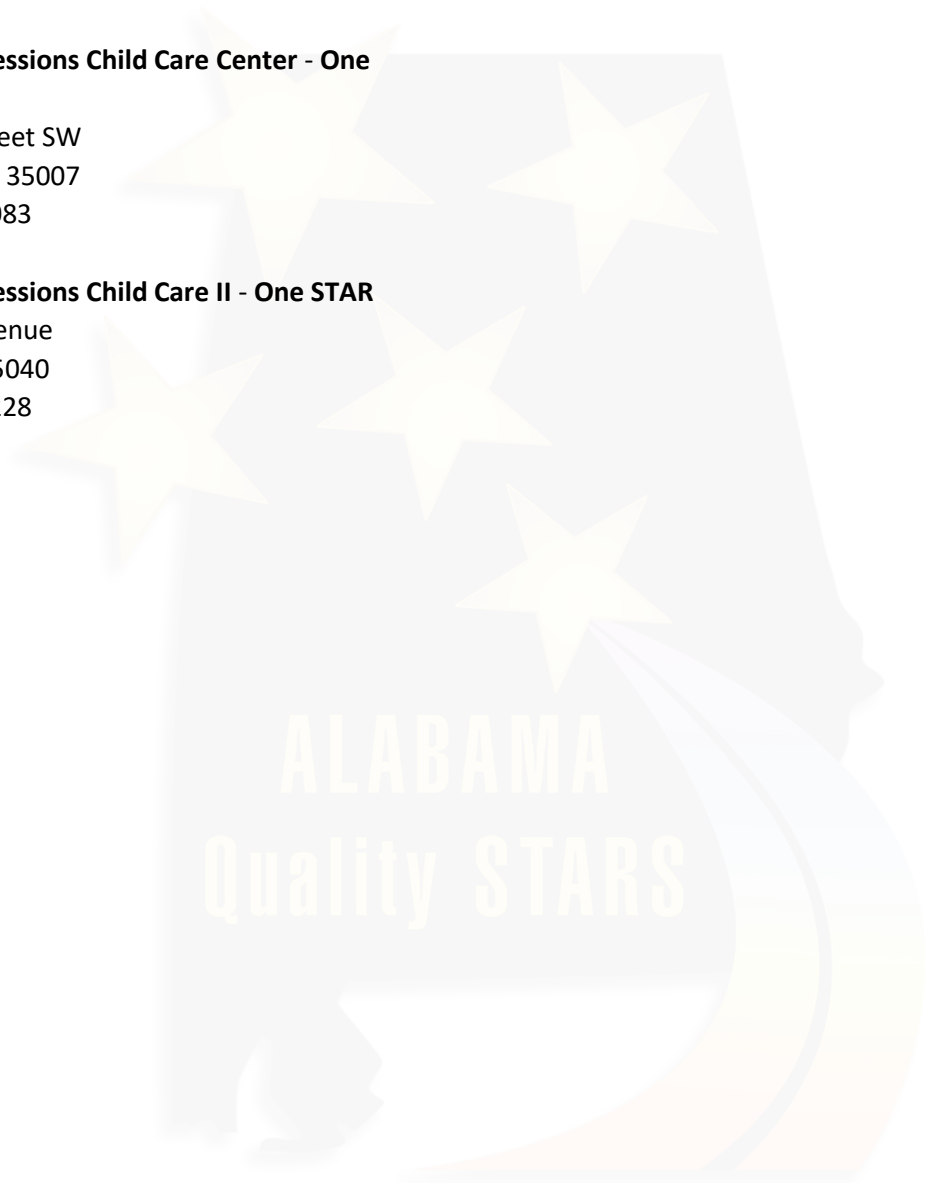 essions Child Care Center - One
eet SW
35007
083
essions Child Care II - One STAR
enue
5040
28
ALABAMA
Quality STARS